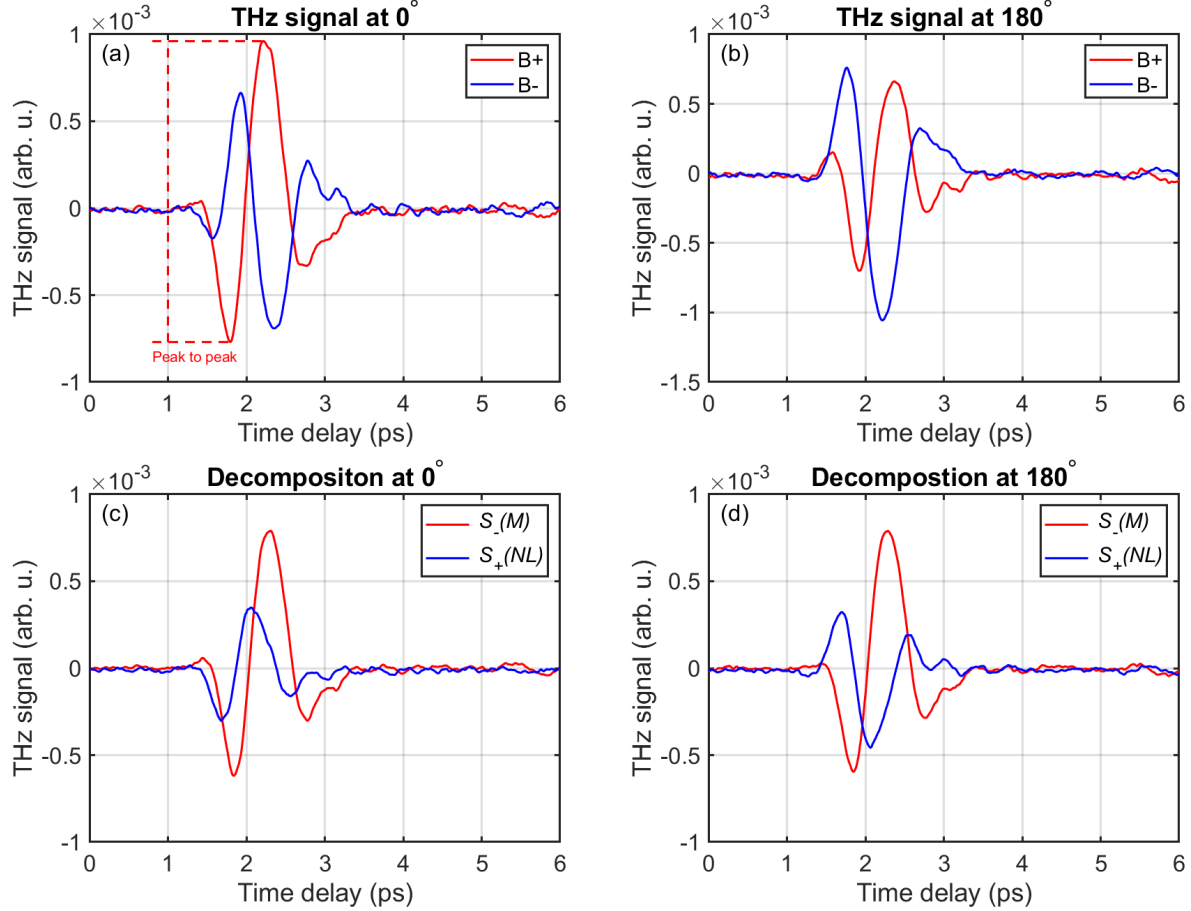 THz signal at 0°
×10⁻³
(a)
B+
B-
1
0.5
0
-0.5
-1
Peak to peak
0 1 2 3 4 5 6
Time delay (ps)
THz signal (arb. u.)
THz signal at 180°
×10⁻³
(b)
B+
B-
1
0.5
0
-0.5
-1
-1.5
0 1 2 3 4 5 6
Time delay (ps)
THz signal (arb. u.)
Decompositon at 0°
×10⁻³
(c)
S_(M)
S+(NL)
1
0.5
0
-0.5
-1
0 1 2 3 4 5 6
Time delay (ps)
THz signal (arb. u.)
Decompostion at 180°
×10⁻³
(d)
S_(M)
S+(NL)
1
0.5
0
-0.5
-1
0 1 2 3 4 5 6
Time delay (ps)
THz signal (arb. u.)